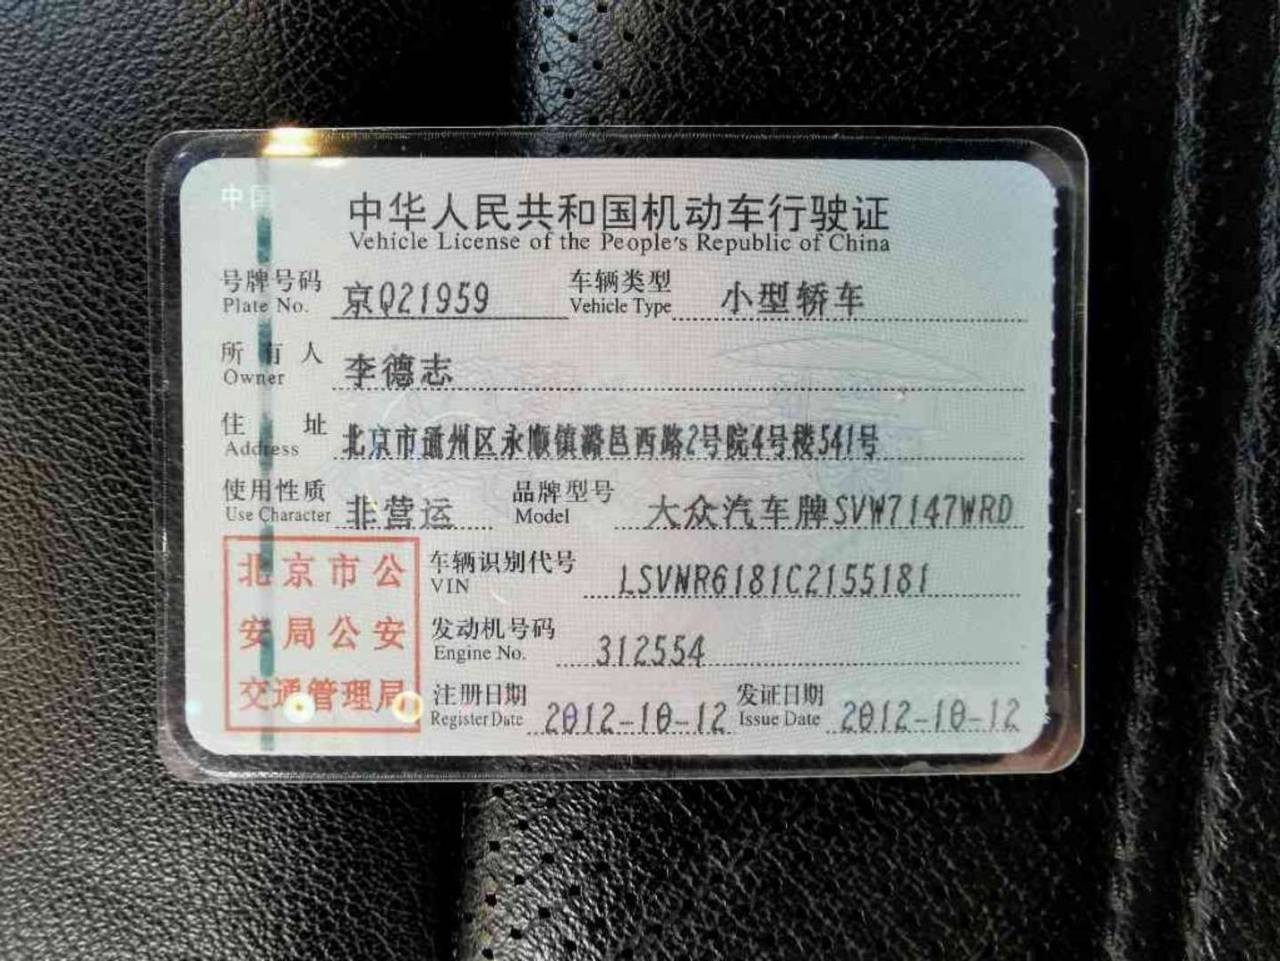 中国
中华人民共和国机动车行驶证
Vehicle License of the People's Republic of China
号牌号码 京Q21959 车辆类型 小型轿车
Plate No. Vehicle Type
所有人 李德志
Owner
住址 北京市通州区永顺镇潞邑西路2号院4号楼541号
Address
使用性质 非营运 品牌型号 大众汽车牌SVW7147WRD
Use Character Model
北京市公
安局公安
交通管理局
车辆识别代号 LSVNR6181C2155181
VIN
发动机号码 312554
Engine No.
注册日期 2012-10-12 发证日期 2012-10-12
Register Date Issue Date